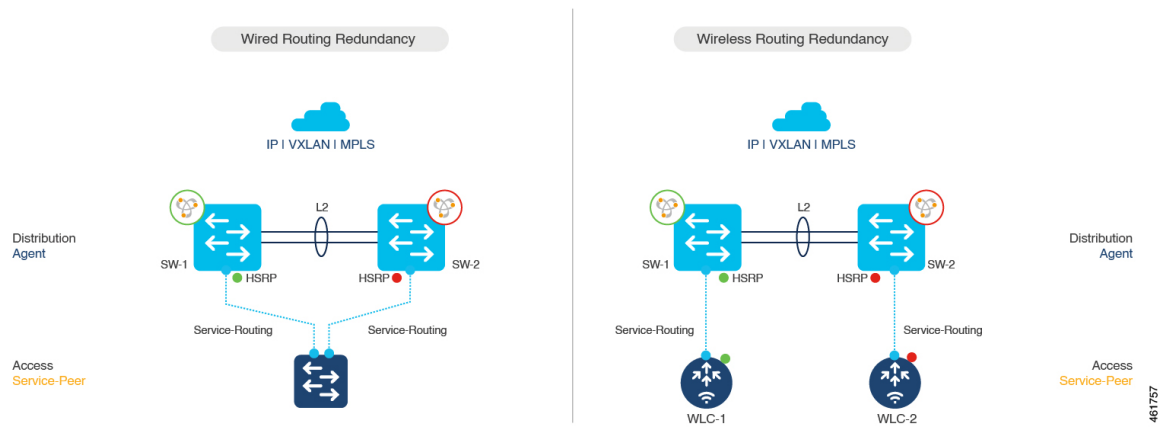 Wired Routing Redundancy
IP | VXLAN | MPLS
L2
Distribution
Agent
SW-1
SW-2
HSRP
HSRP
Service-Routing
Service-Routing
Access
Service-Peer
Wireless Routing Redundancy
IP | VXLAN | MPLS
L2
SW-1
SW-2
Distribution
Agent
HSRP
HSRP
Service-Routing
Service-Routing
Access
Service-Peer
WLC-1
WLC-2
461757